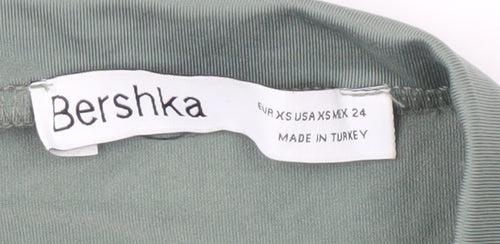 Bershka
EUR XS USA XS MEX 24
MADE IN TURKEY